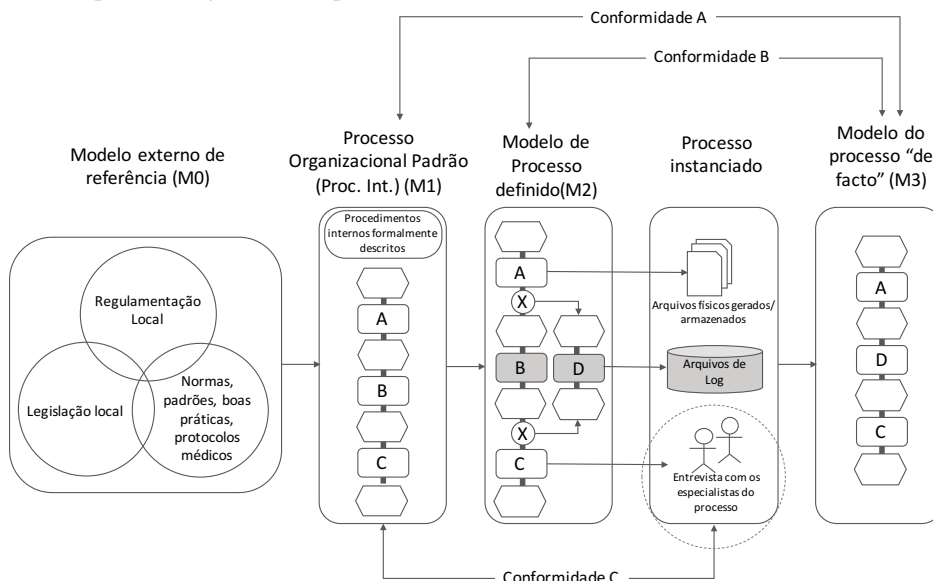 Conformidade A
Conformidade B
Modelo externo de
referência (M0)
Processo
Organizacional Padrão
(Proc. Int.) (M1)
Modelo de
Processo
definido(M2)
Processo
instanciado
Modelo do
processo “de
facto” (M3)
Regulamentação
Local
Legislação local
Normas,
padrões, boas
práticas,
protocolos
médicos
Procedimentos
internos formalmente
descritos
A
B
C
A
X
B
D
X
C
Arquivos físicos gerados/
armazenados
Arquivos de
Log
Entrevista com os
especialistas do
processo
A
D
C
Conformidade C